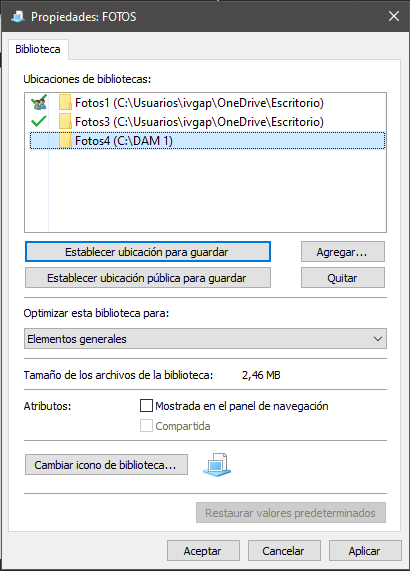 Propiedades: FOTOS
Biblioteca
Ubicaciones de bibliotecas:
Fotos1 (C:\Usuarios\ivgap\OneDrive\Escritorio)
Fotos3 (C:\Usuarios\ivgap\OneDrive\Escritorio)
Fotos4 (C:\DAM 1)
Establecer ubicación para guardar
Agregar...
Establecer ubicación pública para guardar
Quitar
Optimizar esta biblioteca para:
Elementos generales
Tamaño de los archivos de la biblioteca: 2,46 MB
Atributos: Mostrada en el panel de navegación
Compartida
Cambiar icono de biblioteca...
Restaurar valores predeterminados
Aceptar Cancelar Aplicar